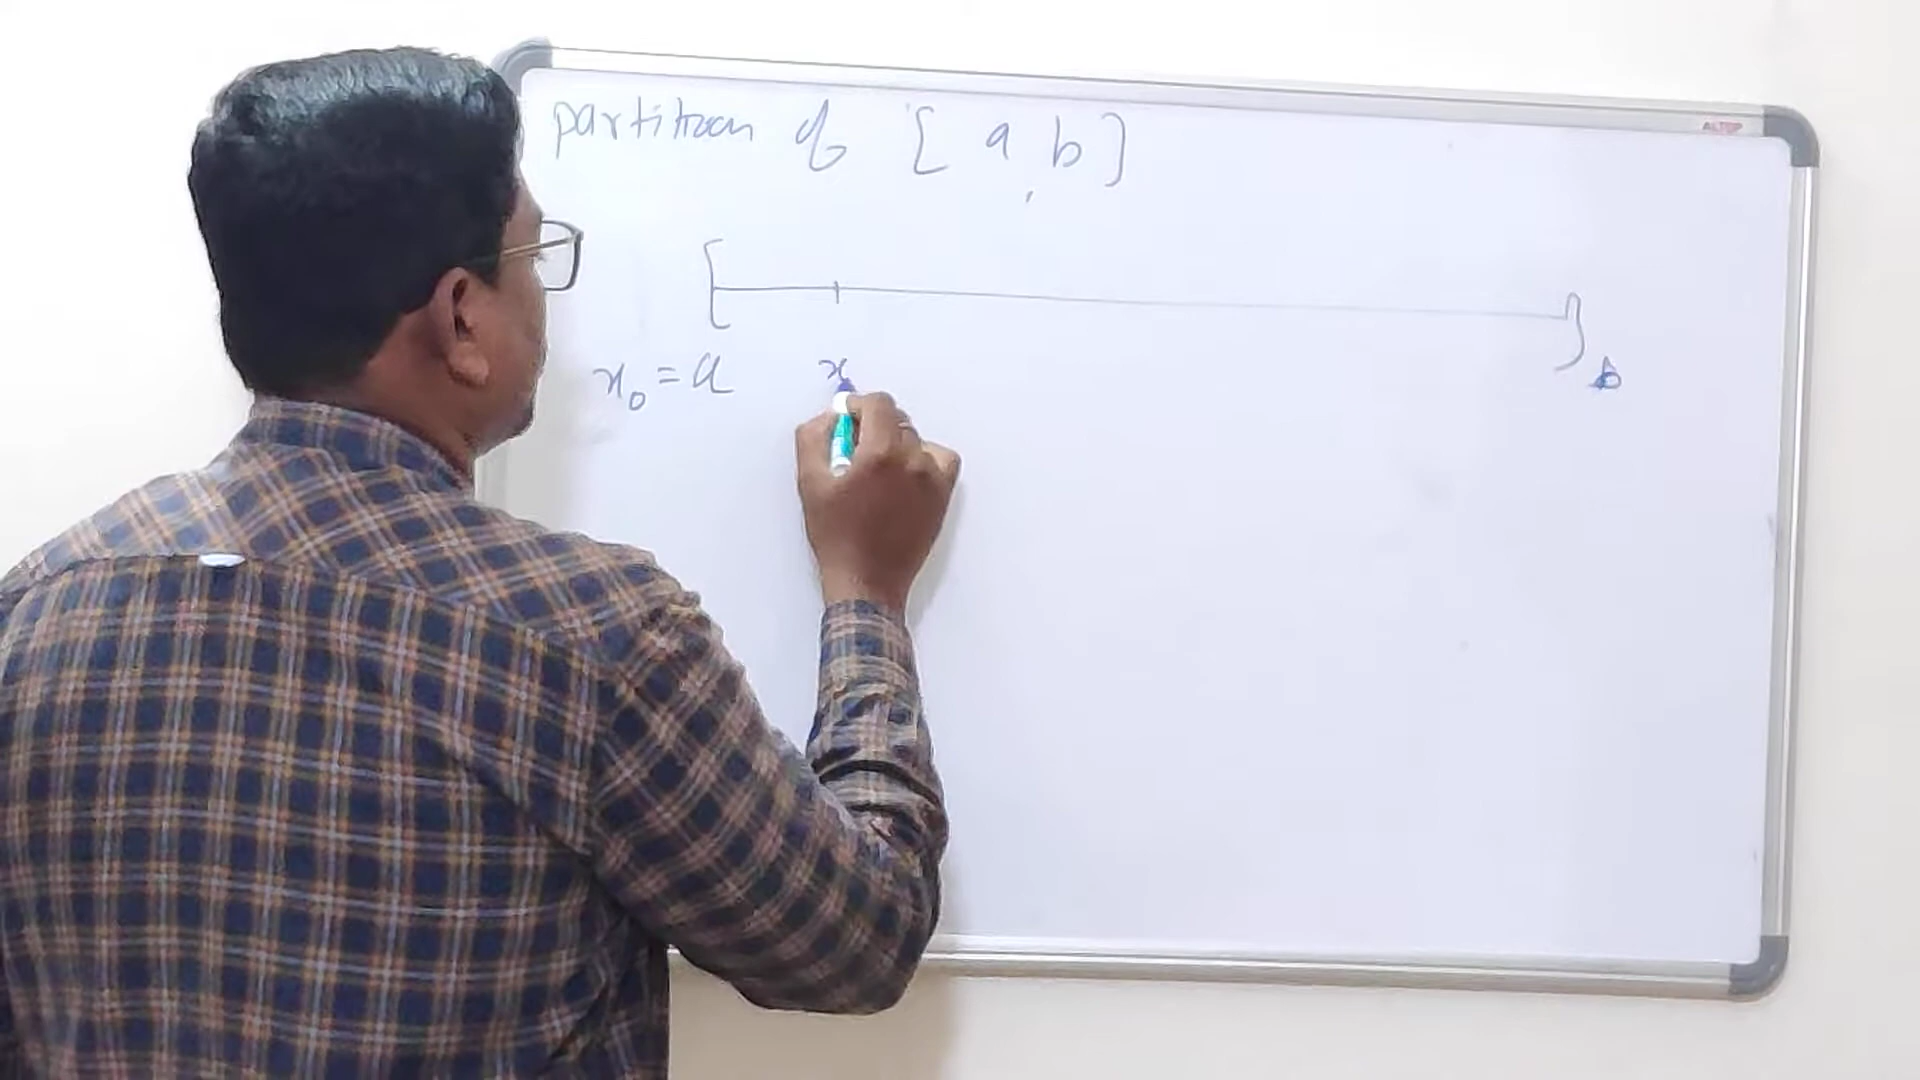 partition of [a, b]
x₀ = a x b